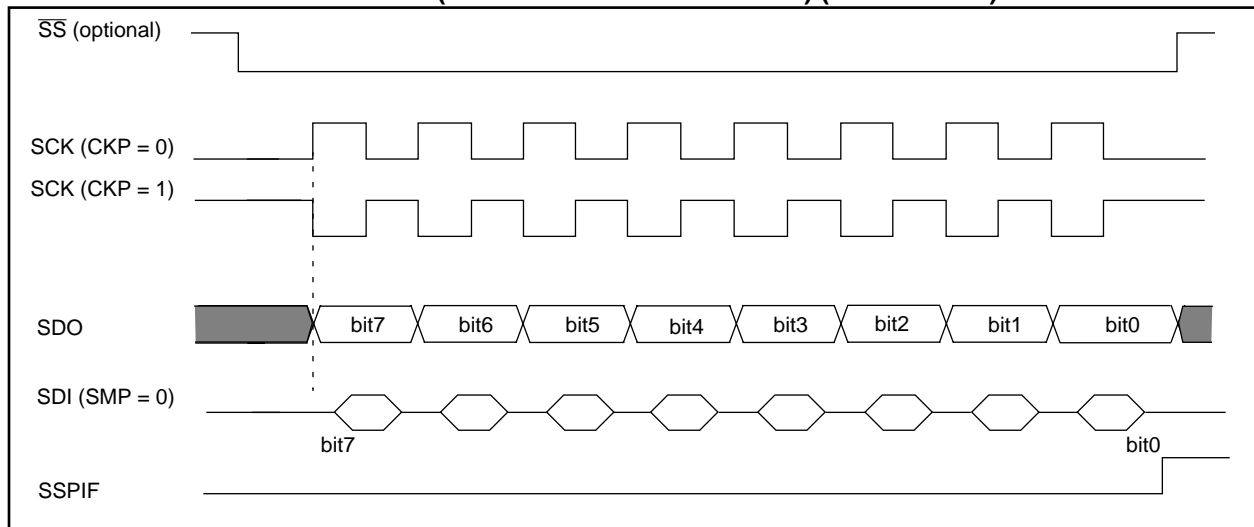 SS (optional)
SCK (CKP = 0)
SCK (CKP = 1)
SDO
bit7 bit6 bit5 bit4 bit3 bit2 bit1 bit0
SDI (SMP = 0)
bit7 bit0
SSPIF